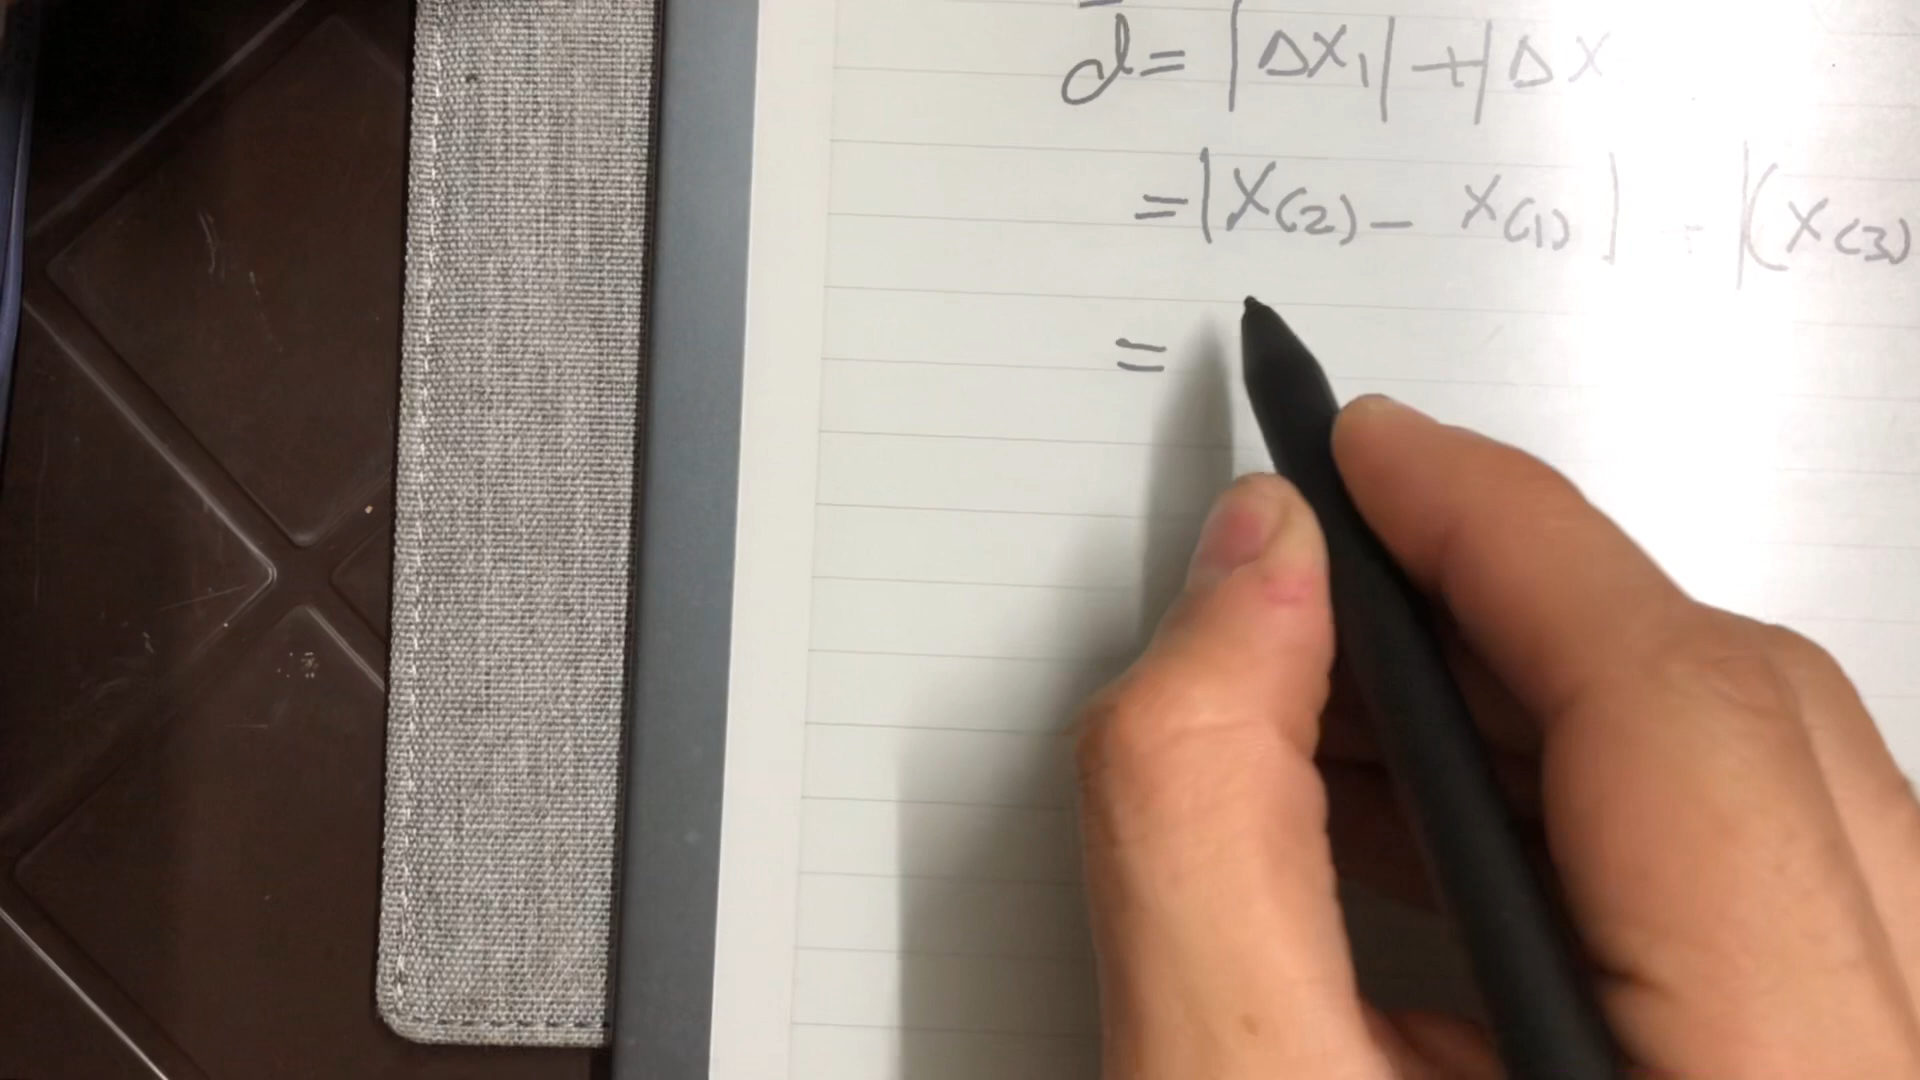 d = |ΔX₁| + |ΔX
= |X(2) - X(1)| - |(X(3)
=